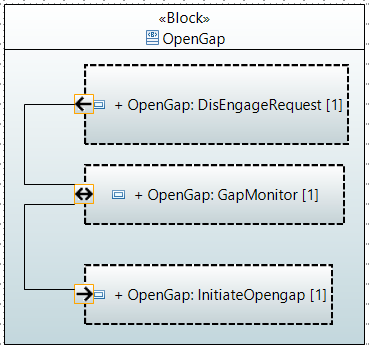 «Block»
OpenGap
+ OpenGap: DisEngageRequest [1]
+ OpenGap: GapMonitor [1]
+ OpenGap: InitiateOpengap [1]